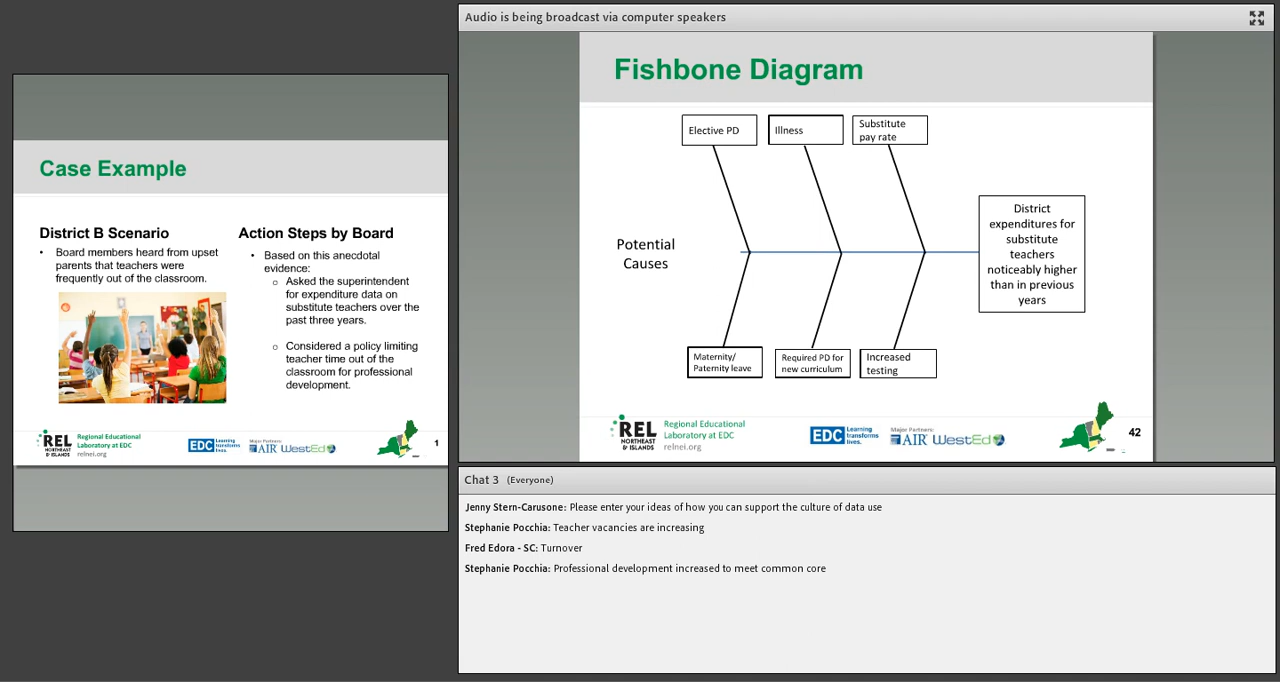 Audio is being broadcast via computer speakers
Case Example
District B Scenario
• Board members heard from upset
parents that teachers were
frequently out of the classroom.
Action Steps by Board
• Based on this anecdotal
evidence:
o Asked the superintendent
for expenditure data on
substitute teachers over the
past three years.
o Considered a policy limiting
teacher time out of the
classroom for professional
development.
REL
NORTHEAST
& ISLANDS
Regional Educational
Laboratory at EDC
relnei.org
EDC Learning
transforms
lives.
Major Partners:
AIR WestEd
1
Fishbone Diagram
Elective PD
Illness
Substitute
pay rate
Potential
Causes
District
expenditures for
substitute
teachers
noticeably higher
than in previous
years
Maternity/
Paternity leave
Required PD for
new curriculum
Increased
testing
REL
NORTHEAST
& ISLANDS
Regional Educational
Laboratory at EDC
relnei.org
EDC Learning
transforms
lives.
Major Partners:
AIR WestEd
42
Chat 3 (Everyone)
Jenny Stern-Carusone: Please enter your ideas of how you can support the culture of data use
Stephanie Pocchia: Teacher vacancies are increasing
Fred Edora - SC: Turnover
Stephanie Pocchia: Professional development increased to meet common core